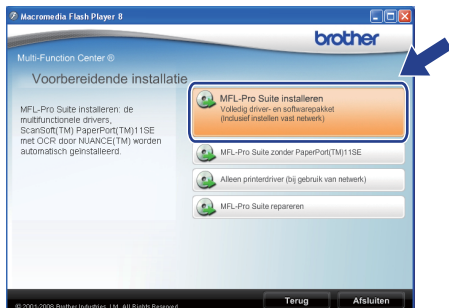 Macromedia Flash Player 8
brother
Multi-Function Center ®
Voorbereidende installatie
MFL-Pro Suite installeren: de
multifunctionele drivers,
ScanSoft(TM) PaperPort(TM)11SE
met OCR door NUANCE(TM) worden
automatisch geïnstalleerd.
MFL-Pro Suite installeren
Volledig driver- en softwarepakket
(Inclusief instellen vast netwerk)
MFL-Pro Suite zonder PaperPort(TM)11SE
Alleen printerdriver (bij gebruik van netwerk)
MFL-Pro Suite repareren
© 2001-2008 Brother Industries, Ltd. All Rights Reserved.
Terug
Afsluiten